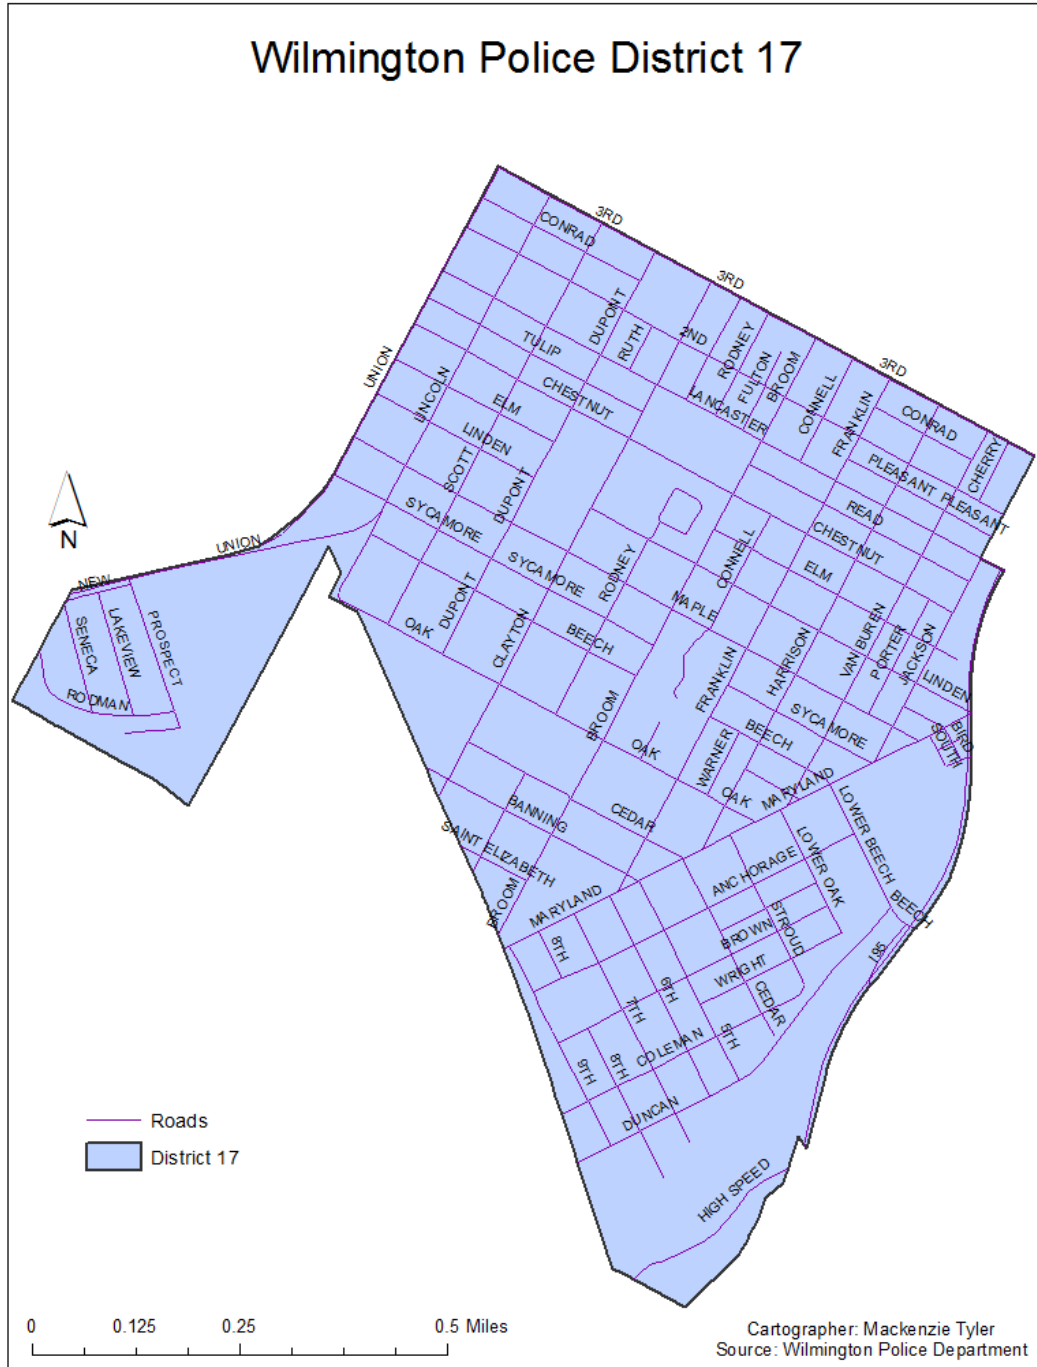 Wilmington Police District 17
3RD
CONRAD
3RD
DUPONT
RUTH
2ND
RODNEY
FULTON
BROOM
3RD
UNION
TULIP
LINCOLN
CHESTNUT
LANCASTER
CONNELL
FRANKLIN
CONRAD
ELM
LINDEN
SCOTT
DUPONT
PLEASANT
CHERRY
PLEASANT
READ
CHESTNUT
SYCAMORE
N
UNION
SYCAMORE
RODNEY
CONNELL
ELM
NEW
SENECA
LAKEVIEW
PROSPECT
RODMAN
OAK
DUPONT
CLAYTON
BEECH
MAPLE
FRANKLIN
HARRISON
VAN BUREN
PORTER
JACKSON
LINDEN
BROOM
OAK
WARNER
BEECH
SYCAMORE
SOUTH
BIRD
OAK
MARYLAND
BANNING
CEDAR
SAINT ELIZABETH
BROOM
MARYLAND
ANCHORAGE
LOWER OAK
LOWER BEECH
BEECH
8TH
BROWN
STROUD
I95
WRIGHT
6TH
7TH
CEDAR
5TH
COLEMAN
8TH
9TH
DUNCAN
HIGH SPEED
Roads
District 17
0 0.125 0.25 0.5 Miles
Cartographer: Mackenzie Tyler
Source: Wilmington Police Department